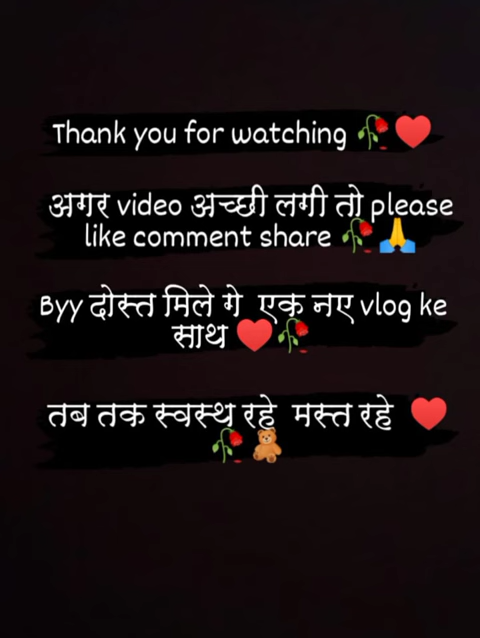 Thank you for watching 🥀♥️
अगर video अच्छी लगी तो please
like comment share 🥀🙏
Byy दोस्त मिले गे एक नए vlog ke
साथ ♥️🥀
तब तक स्वस्थ रहे मस्त रहे ♥️
🥀🧸